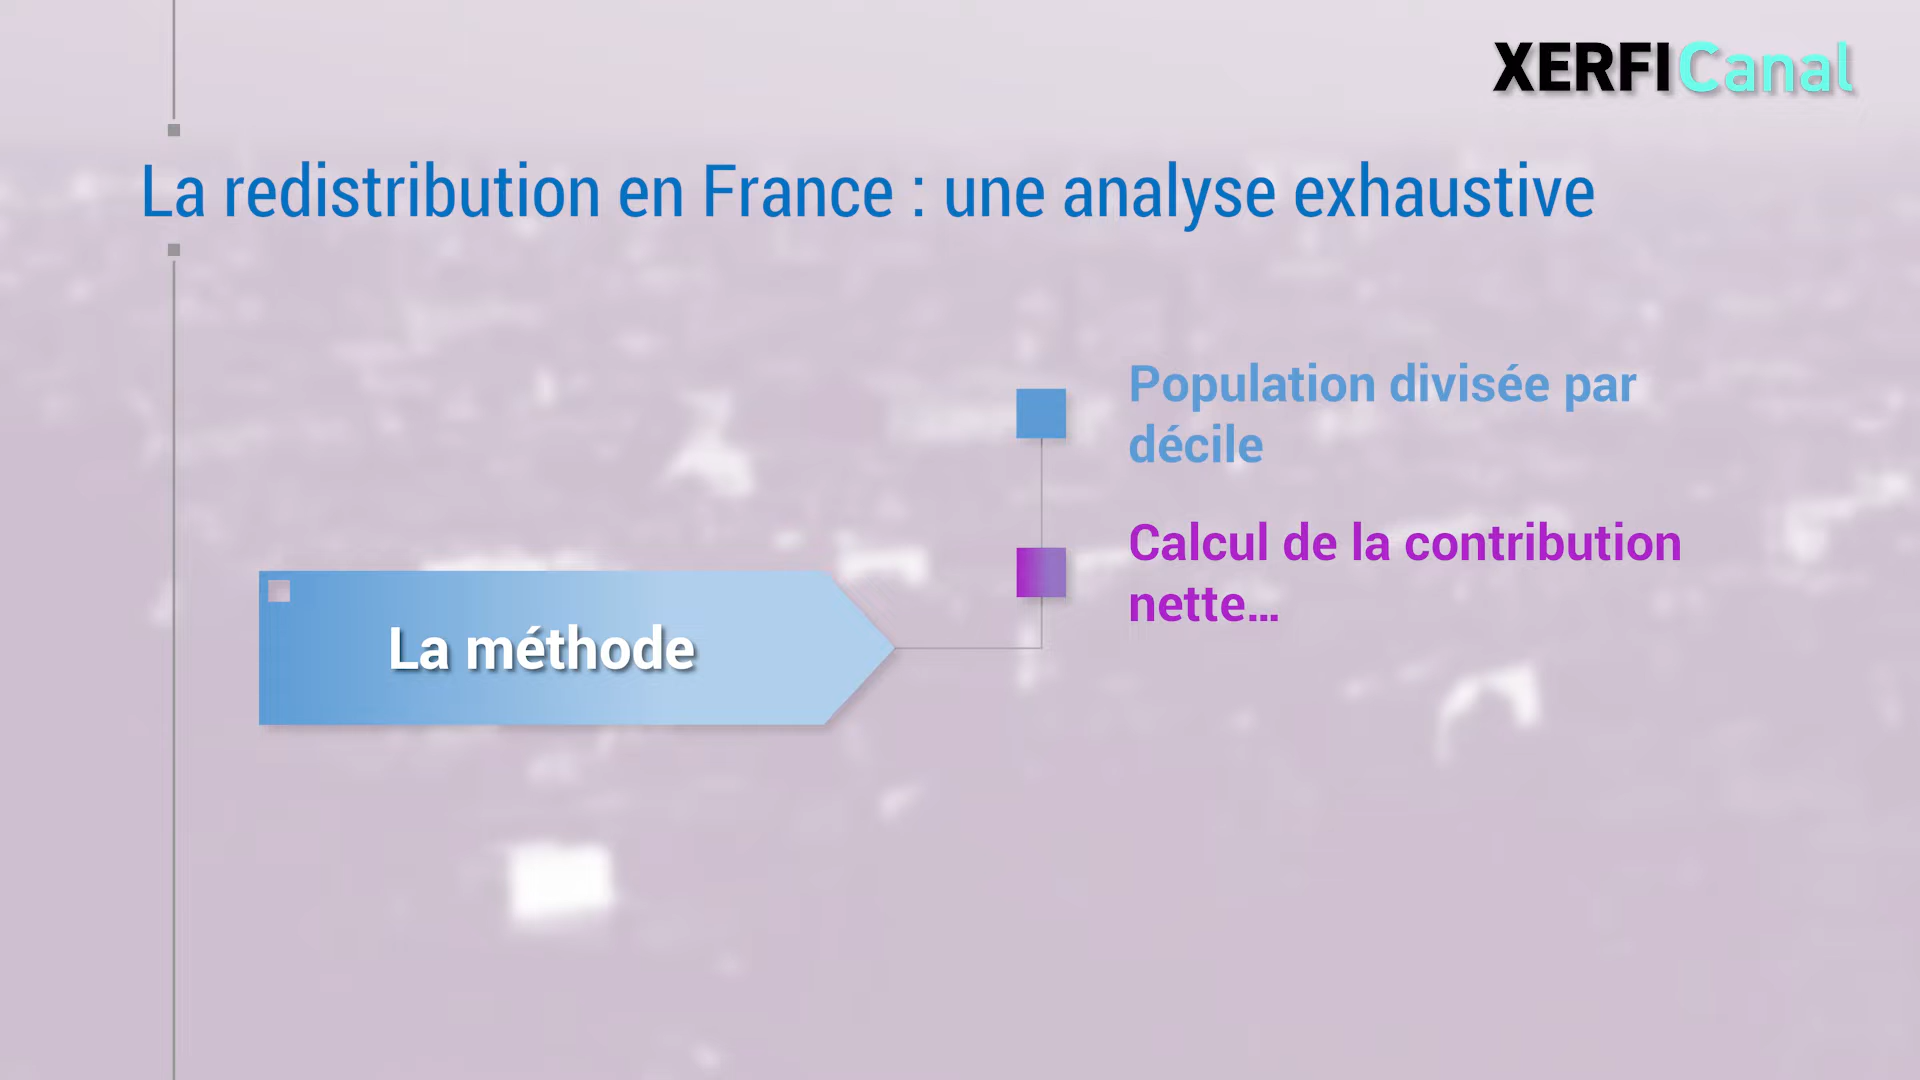 XERFI Canal
La redistribution en France : une analyse exhaustive
Population divisée par
décile
Calcul de la contribution
nette...
La méthode